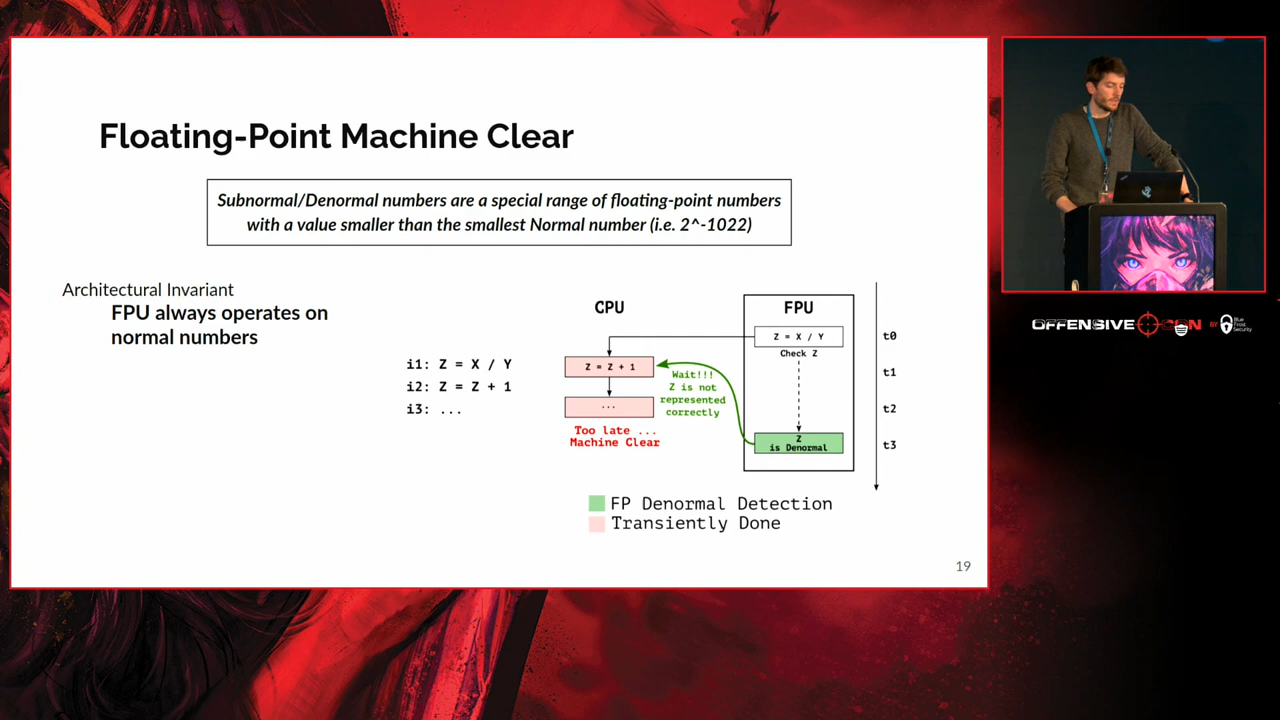 Floating-Point Machine Clear
Subnormal/Denormal numbers are a special range of floating-point numbers
with a value smaller than the smallest Normal number (i.e. 2^-1022)
Architectural Invariant
FPU always operates on
normal numbers
i1: Z = X / Y
i2: Z = Z + 1
i3: ...
CPU
FPU
Z = X / Y
Check Z
Z = Z + 1
...
Wait!!!
Z is not
represented
correctly
Too late ...
Machine Clear
Z
is Denormal
t0
t1
t2
t3
FP Denormal Detection
Transiently Done
19
OFFENSIVE CON
BY Blue
Frost
Security